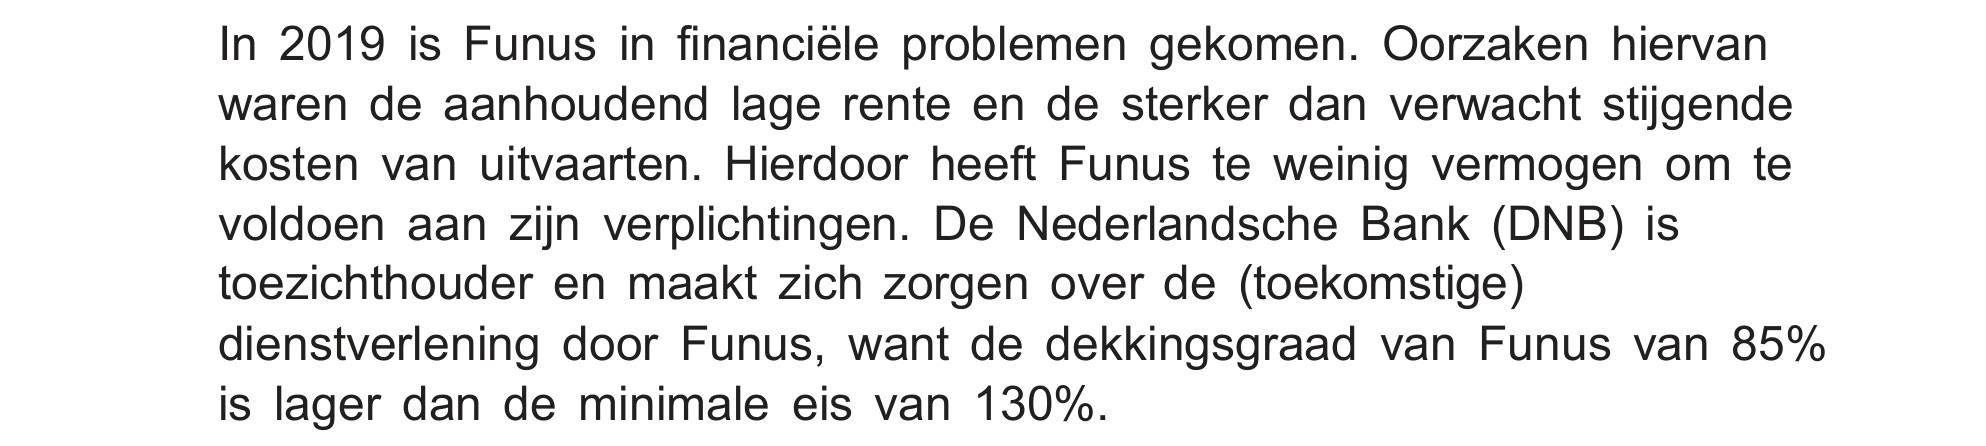 In 2019 is Funus in financiële problemen gekomen. Oorzaken hiervan
waren de aanhoudend lage rente en de sterker dan verwacht stijgende
kosten van uitvaarten. Hierdoor heeft Funus te weinig vermogen om te
voldoen aan zijn verplichtingen. De Nederlandsche Bank (DNB) is
toezichthouder en maakt zich zorgen over de (toekomstige)
dienstverlening door Funus, want de dekkingsgraad van Funus van 85%
is lager dan de minimale eis van 130%.